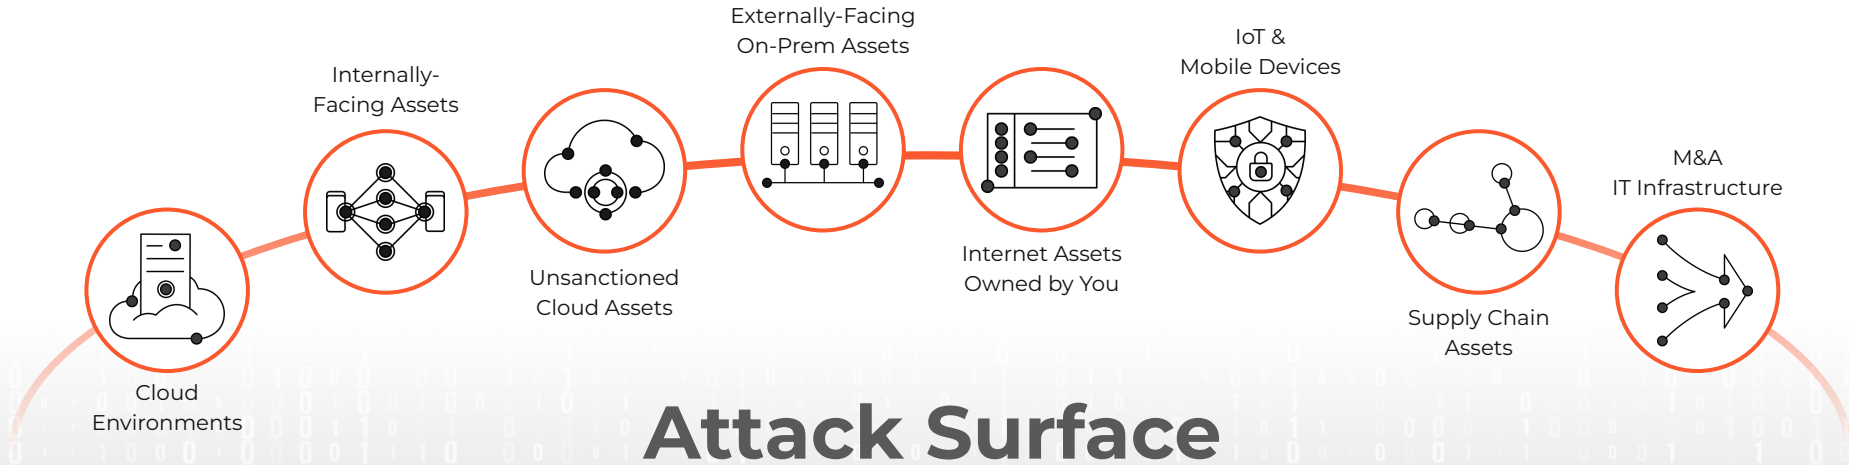 Externally-Facing
On-Prem Assets
IoT &
Mobile Devices
Internally-
Facing Assets
M&A
IT Infrastructure
Internet Assets
Owned by You
Unsanctioned
Cloud Assets
Supply Chain
Assets
Cloud
Environments
Attack Surface